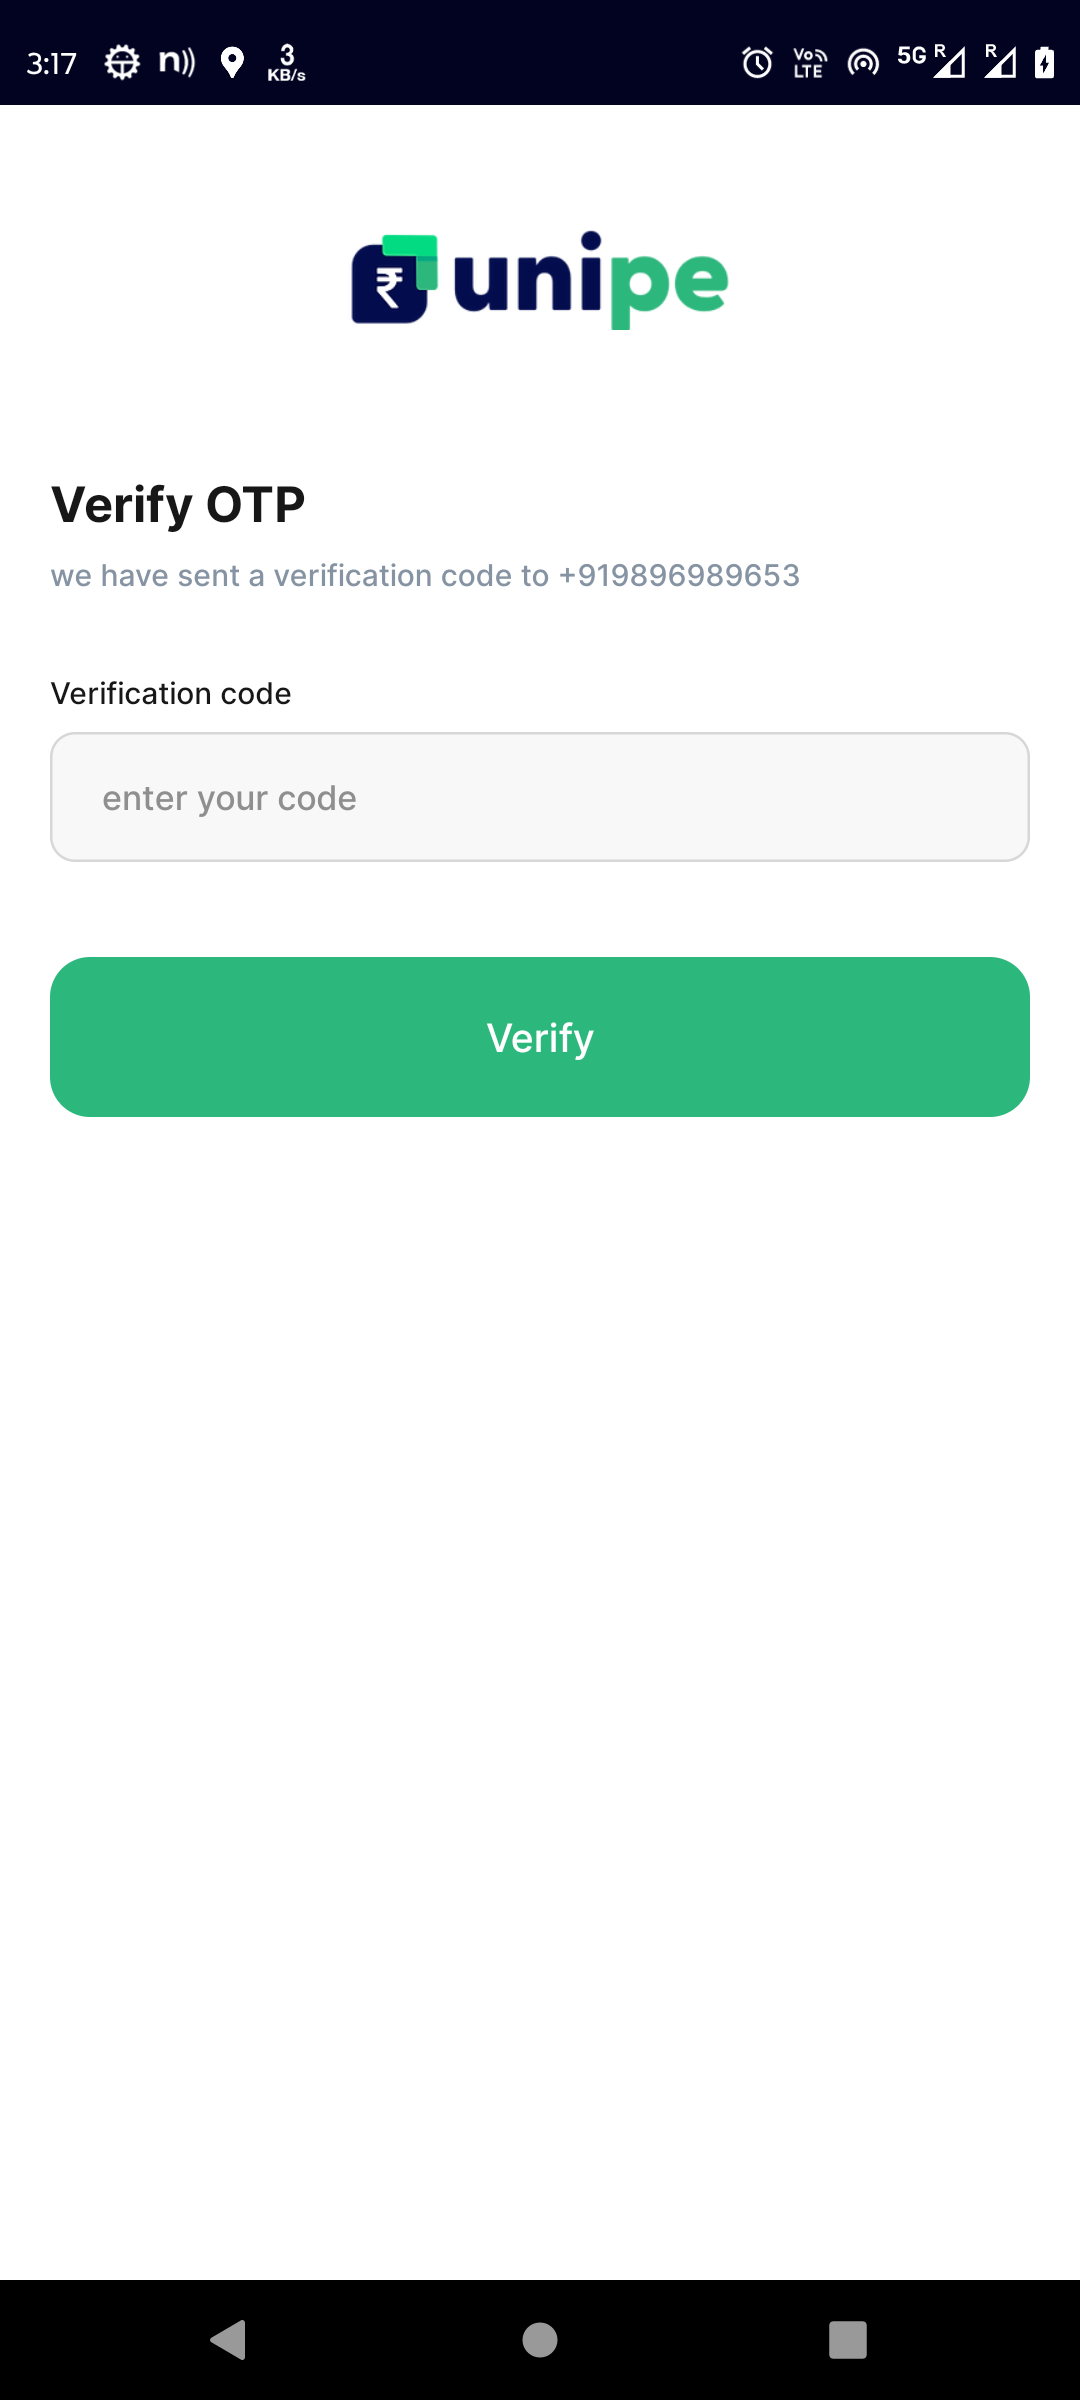 3:17 n)) 3 KB/s Vo)) LTE 5G R R
₹ unipe
Verify OTP
we have sent a verification code to +919896989653
Verification code
enter your code
Verify